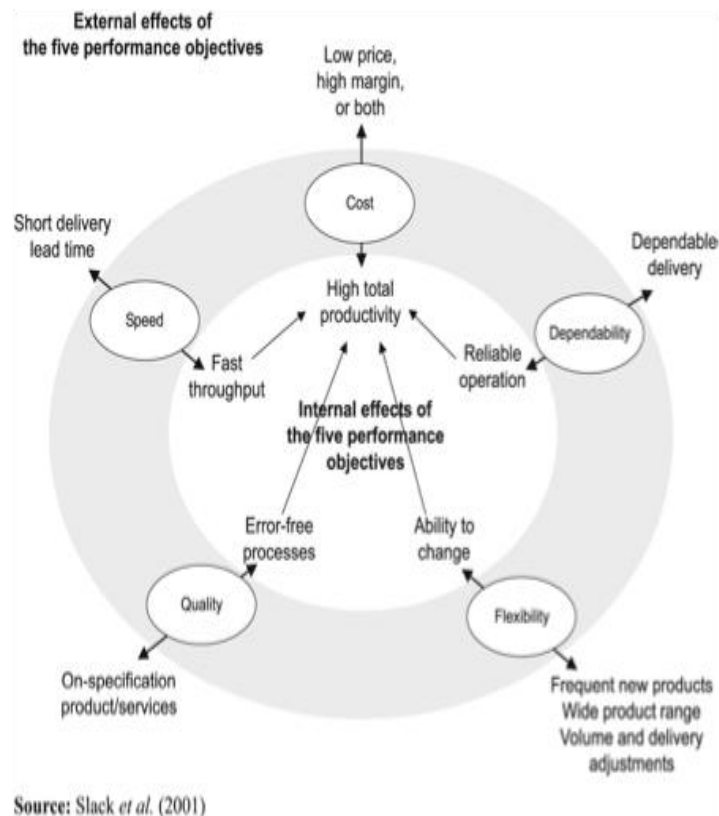 External effects of
the five performance objectives
Low price,
high margin,
or both
Cost
Short delivery
lead time
Dependable
delivery
Speed
High total
productivity
Dependability
Fast
throughput
Reliable
operation
Internal effects of
the five performance
objectives
Error-free
processes
Ability to
change
Quality
Flexibility
On-specification
product/services
Frequent new products
Wide product range
Volume and delivery
adjustments
Source: Slack et al. (2001)